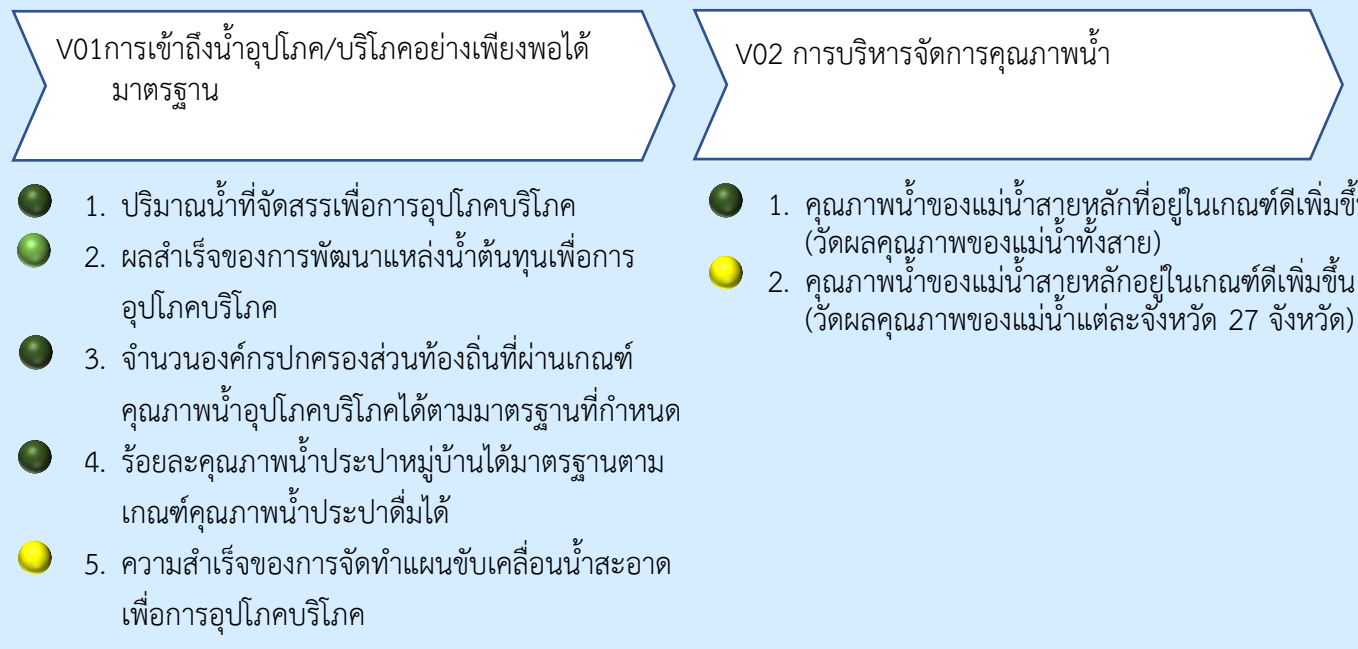 V01การเข้าถึงน้ำอุปโภค/บริโภคอย่างเพียงพอได้
มาตรฐาน
1. ปริมาณน้ำที่จัดสรรเพื่อการอุปโภคบริโภค
2. ผลสำเร็จของการพัฒนาแหล่งน้ำต้นทุนเพื่อการ
อุปโภคบริโภค
3. จำนวนองค์กรปกครองส่วนท้องถิ่นที่ผ่านเกณฑ์
คุณภาพน้ำอุปโภคบริโภคได้ตามมาตรฐานที่กำหนด
4. ร้อยละคุณภาพน้ำประปาหมู่บ้านได้มาตรฐานตาม
เกณฑ์คุณภาพน้ำประปาดื่มได้
5. ความสำเร็จของการจัดทำแผนขับเคลื่อนน้ำสะอาด
เพื่อการอุปโภคบริโภค
V02 การบริหารจัดการคุณภาพน้ำ
1. คุณภาพน้ำของแม่น้ำสายหลักที่อยู่ในเกณฑ์ดีเพิ่มขึ้
(วัดผลคุณภาพของแม่น้ำทั้งสาย)
2. คุณภาพน้ำของแม่น้ำสายหลักอยู่ในเกณฑ์ดีเพิ่มขึ้น
(วัดผลคุณภาพของแม่น้ำแต่ละจังหวัด 27 จังหวัด)